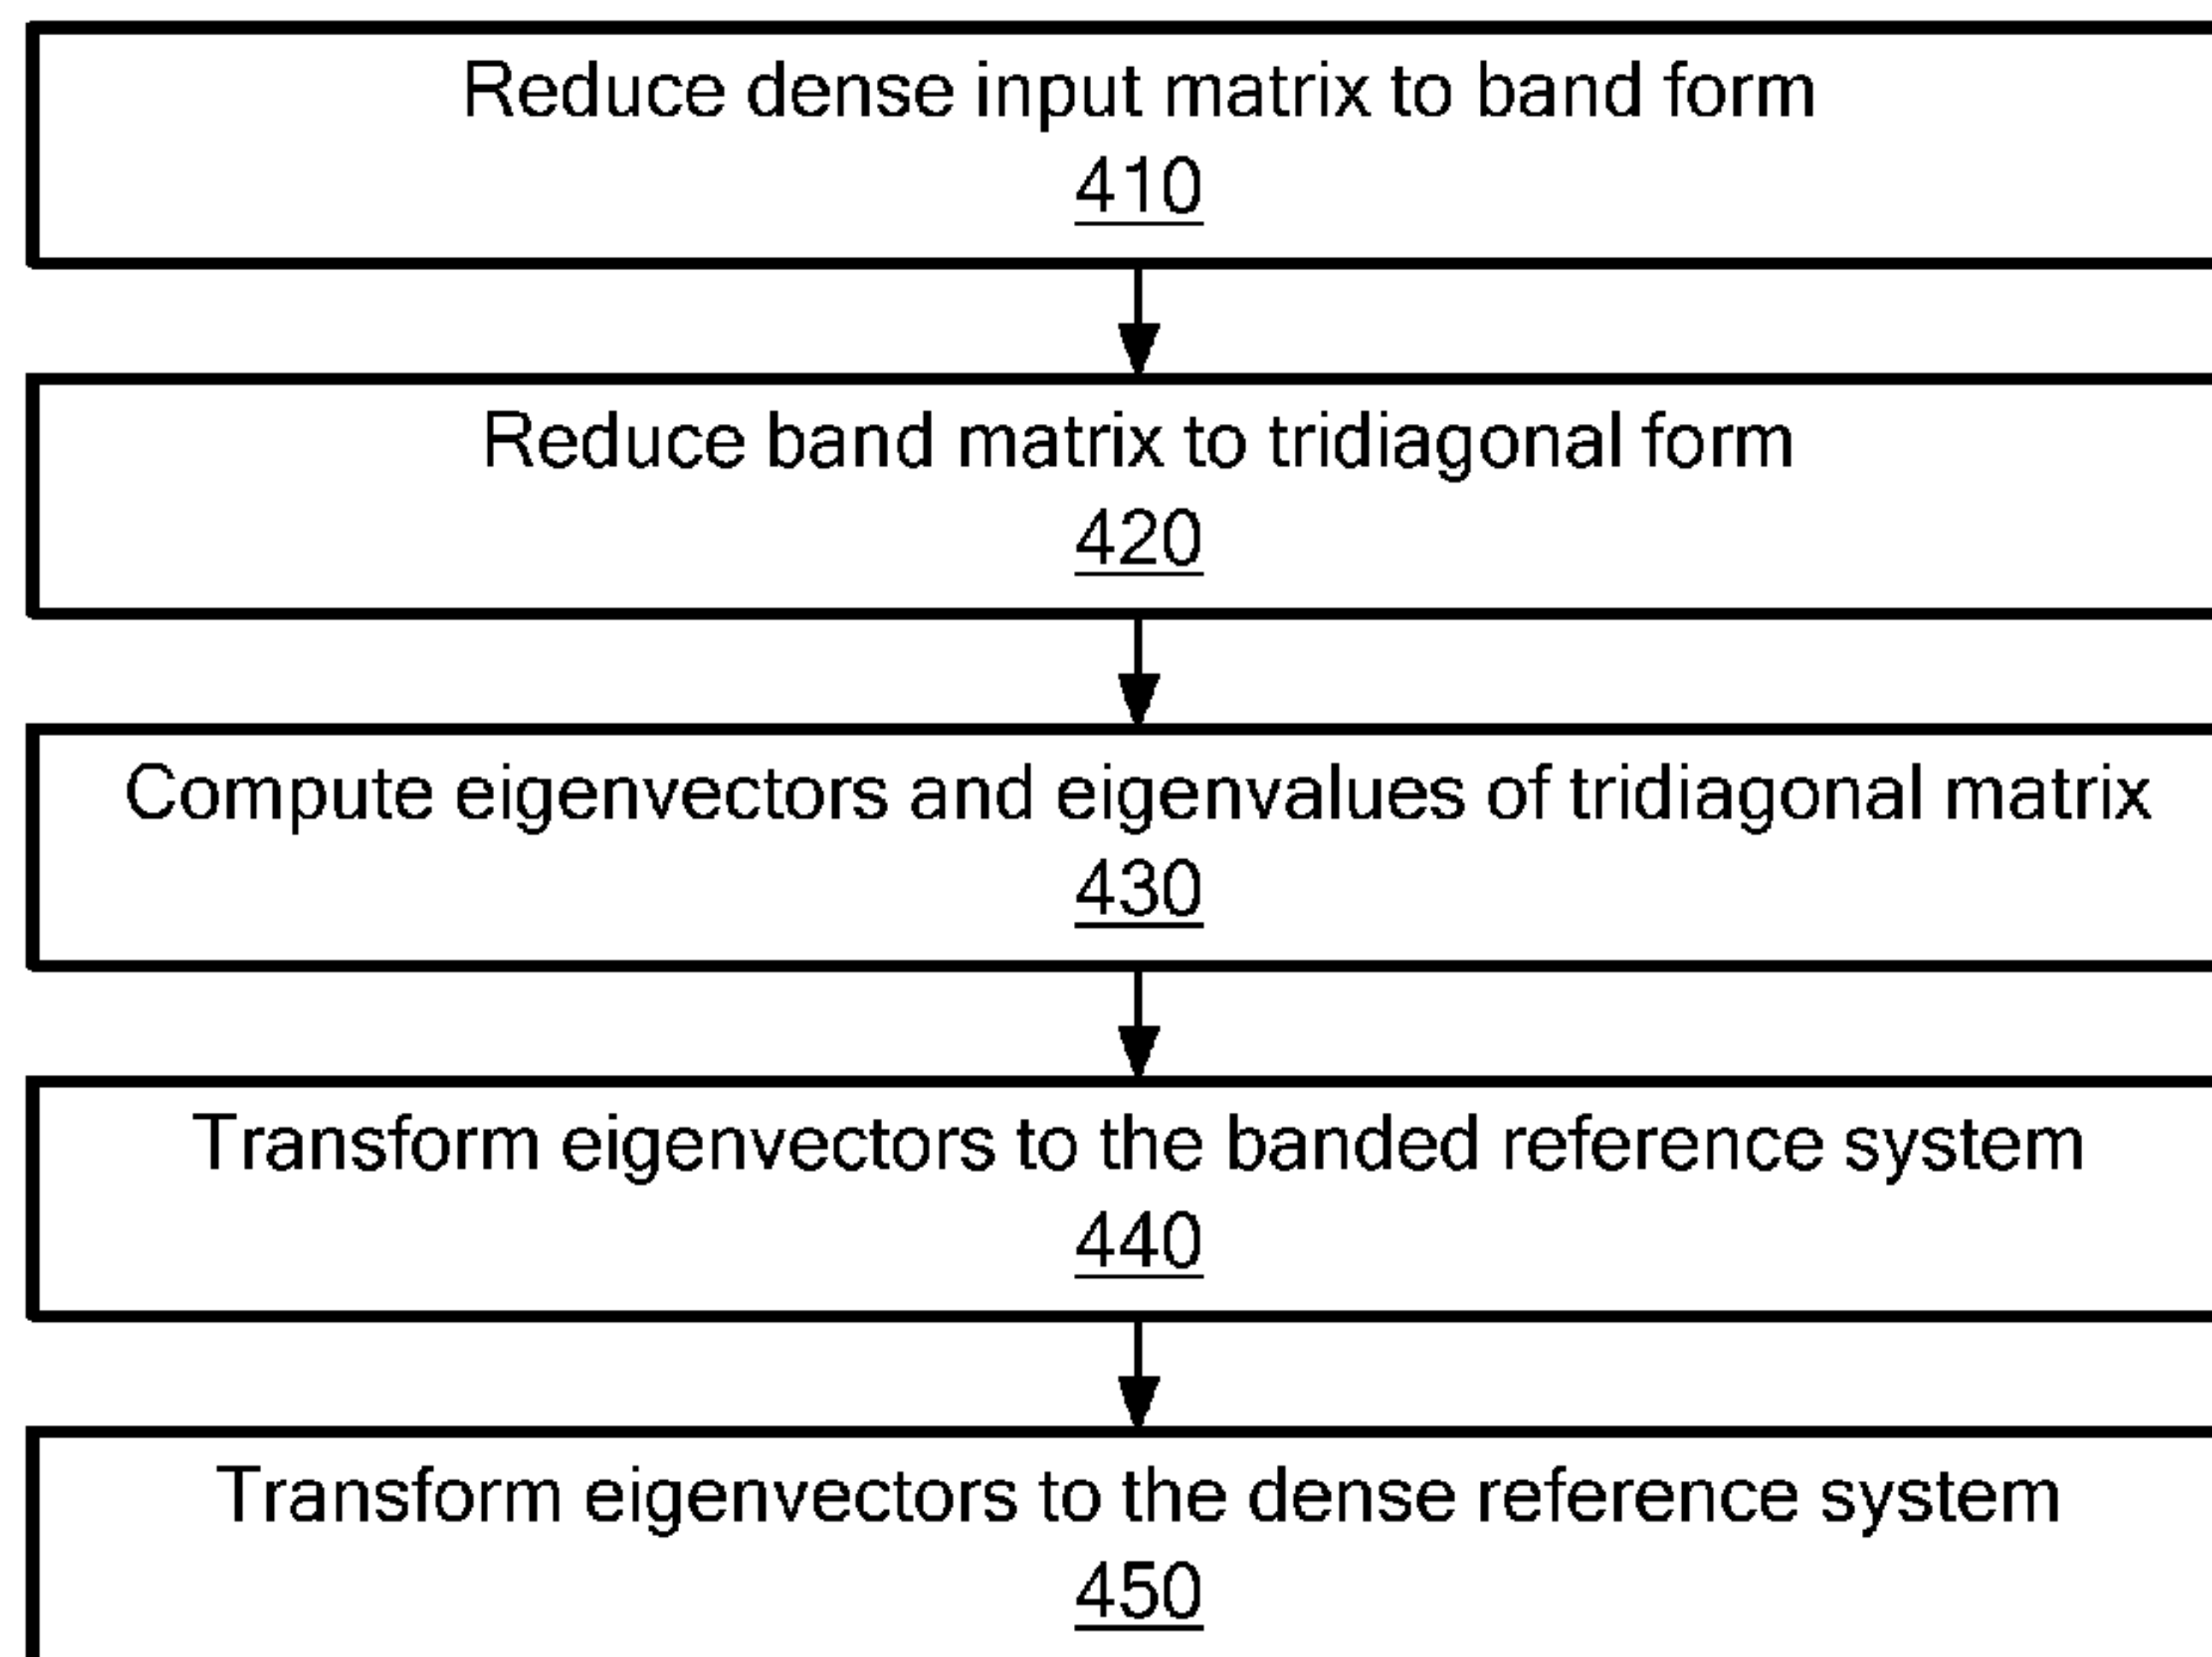 Reduce dense input matrix to band form
410
Reduce band matrix to tridiagonal form
420
Compute eigenvectors and eigenvalues of tridiagonal matrix
430
Transform eigenvectors to the banded reference system
440
Transform eigenvectors to the dense reference system
450